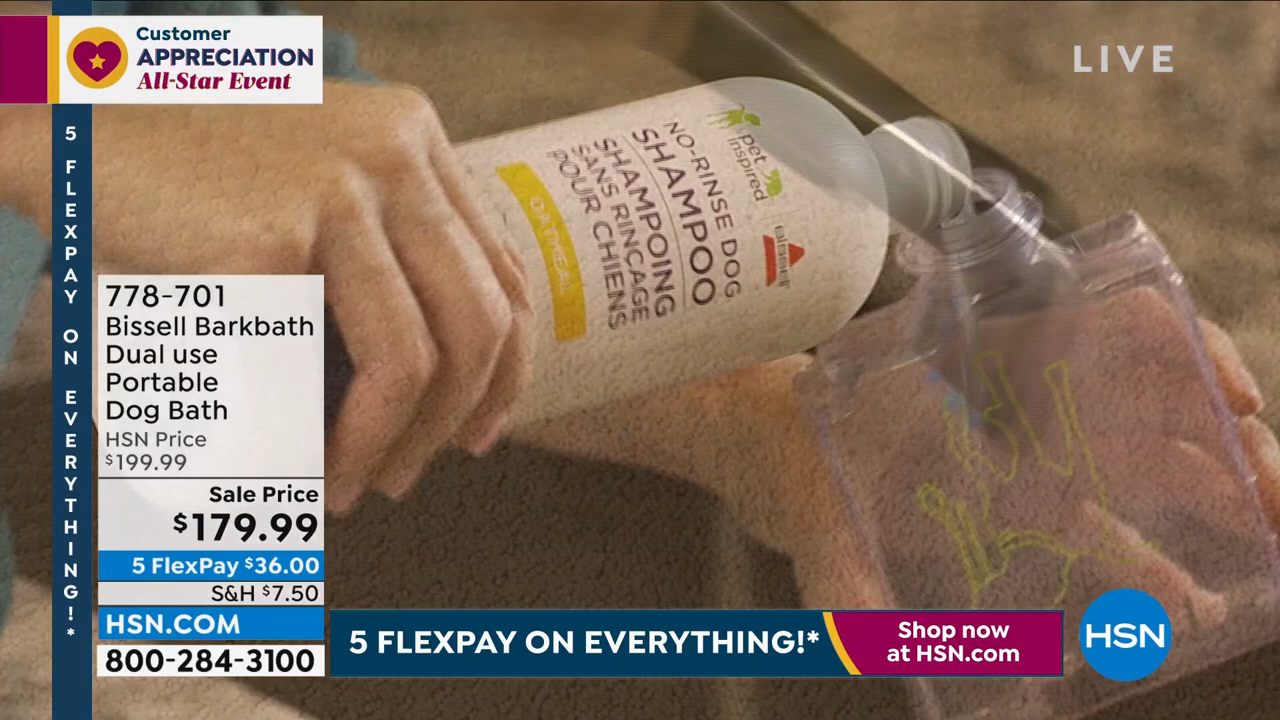 Customer
APPRECIATION
All-Star Event
LIVE
5 FLEXPAY ON EVERYTHING!*
778-701
Bissell Barkbath
Dual use
Portable
Dog Bath
HSN Price
$199.99
Sale Price
$179.99
5 FlexPay $36.00
S&H $7.50
HSN.COM
800-284-3100
pet
inspired
BISSELL
NO-RINSE DOG
SHAMPOO
SHAMPOING
SANS RINÇAGE
POUR CHIENS
OATMEAL
5 FLEXPAY ON EVERYTHING!*
Shop now
at HSN.com
HSN